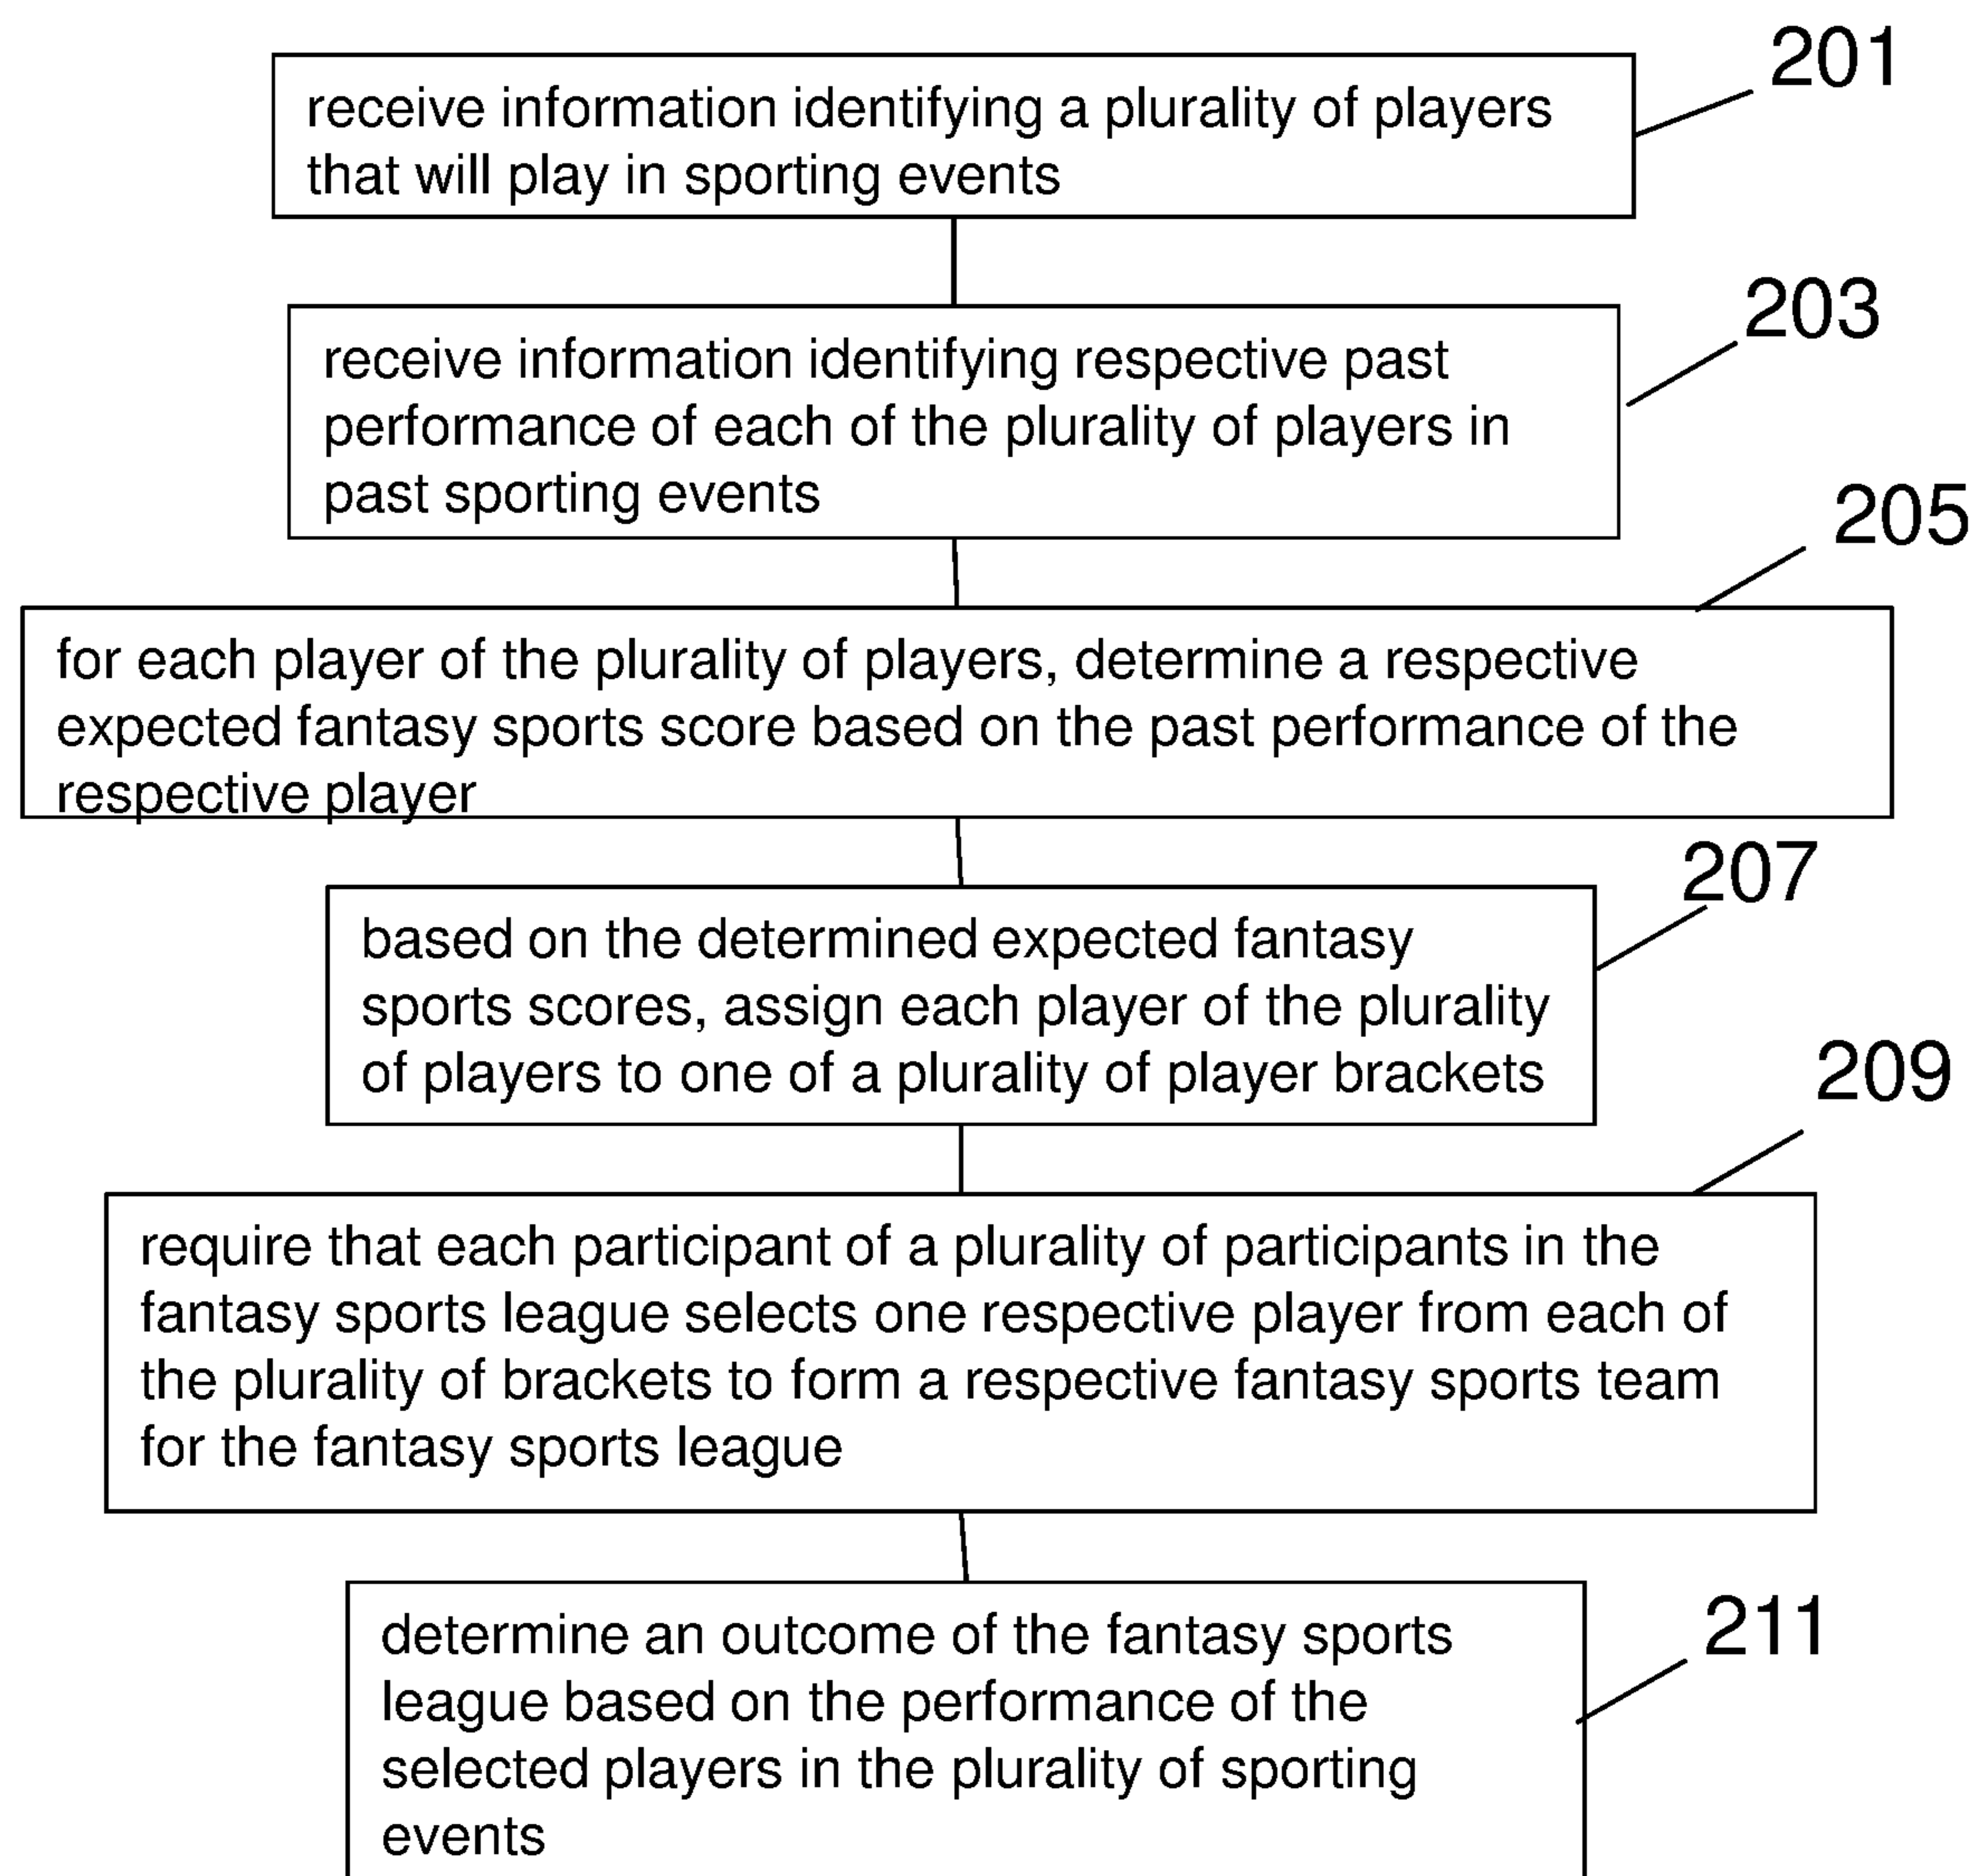 201
receive information identifying a plurality of players
that will play in sporting events
203
receive information identifying respective past
performance of each of the plurality of players in
past sporting events
205
for each player of the plurality of players, determine a respective
expected fantasy sports score based on the past performance of the
respective player
207
based on the determined expected fantasy
sports scores, assign each player of the plurality
of players to one of a plurality of player brackets
209
require that each participant of a plurality of participants in the
fantasy sports league selects one respective player from each of
the plurality of brackets to form a respective fantasy sports team
for the fantasy sports league
211
determine an outcome of the fantasy sports
league based on the performance of the
selected players in the plurality of sporting
events